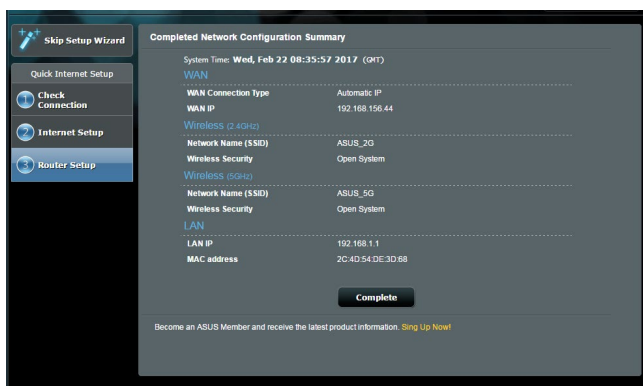 Skip Setup Wizard
Quick Internet Setup
1 Check
Connection
2 Internet Setup
3 Router Setup
Completed Network Configuration Summary
System Time: Wed, Feb 22 08:35:57 2017 (GMT)
WAN
WAN Connection Type Automatic IP
WAN IP 192.168.156.44
Wireless (2.4GHz)
Network Name (SSID) ASUS_2G
Wireless Security Open System
Wireless (5GHz)
Network Name (SSID) ASUS_5G
Wireless Security Open System
LAN
LAN IP 192.168.1.1
MAC address 2C:4D:54:DE:3D:68
Complete
Become an ASUS Member and receive the latest product information. Sing Up Now!